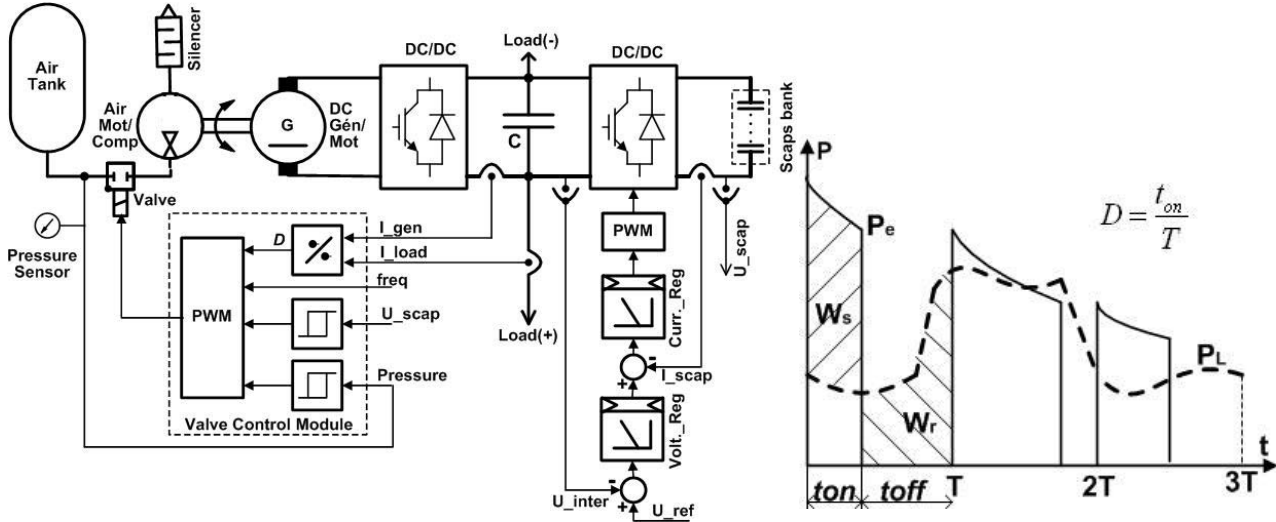 Air
Tank
Silencer
Air
Mot/
Comp
G
DC
Gén/
Mot
DC/DC
Load(-)
DC/DC
C
Scaps bank
Valve
Pressure
Sensor
I_gen
D
I_load
freq
PWM
U_scap
Pressure
Valve Control Module
Load(+)
PWM
U_scap
Curr._Reg
-
+
I_scap
Volt._Reg
U_inter
-
+
U_ref
P
Pe
D = ton / T
Ws
Wr
PL
t
ton
toff
T
2T
3T